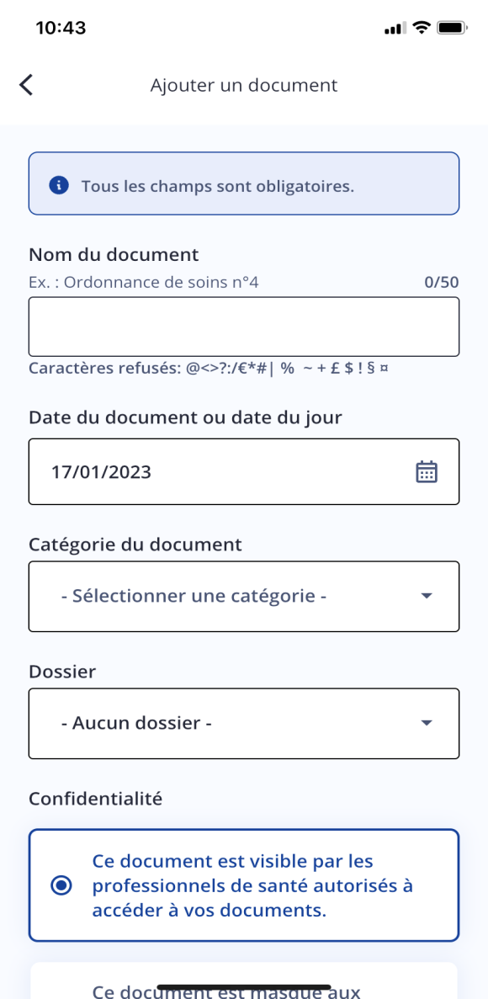 10:43
Ajouter un document
Tous les champs sont obligatoires.
Nom du document
Ex. : Ordonnance de soins n°4 0/50
Caractères refusés: @<>?:/€*#| % ~ + £ $ ! § ¤
Date du document ou date du jour
17/01/2023
Catégorie du document
- Sélectionner une catégorie -
Dossier
- Aucun dossier -
Confidentialité
Ce document est visible par les
professionnels de santé autorisés à
accéder à vos documents.
Ce document est masqué aux